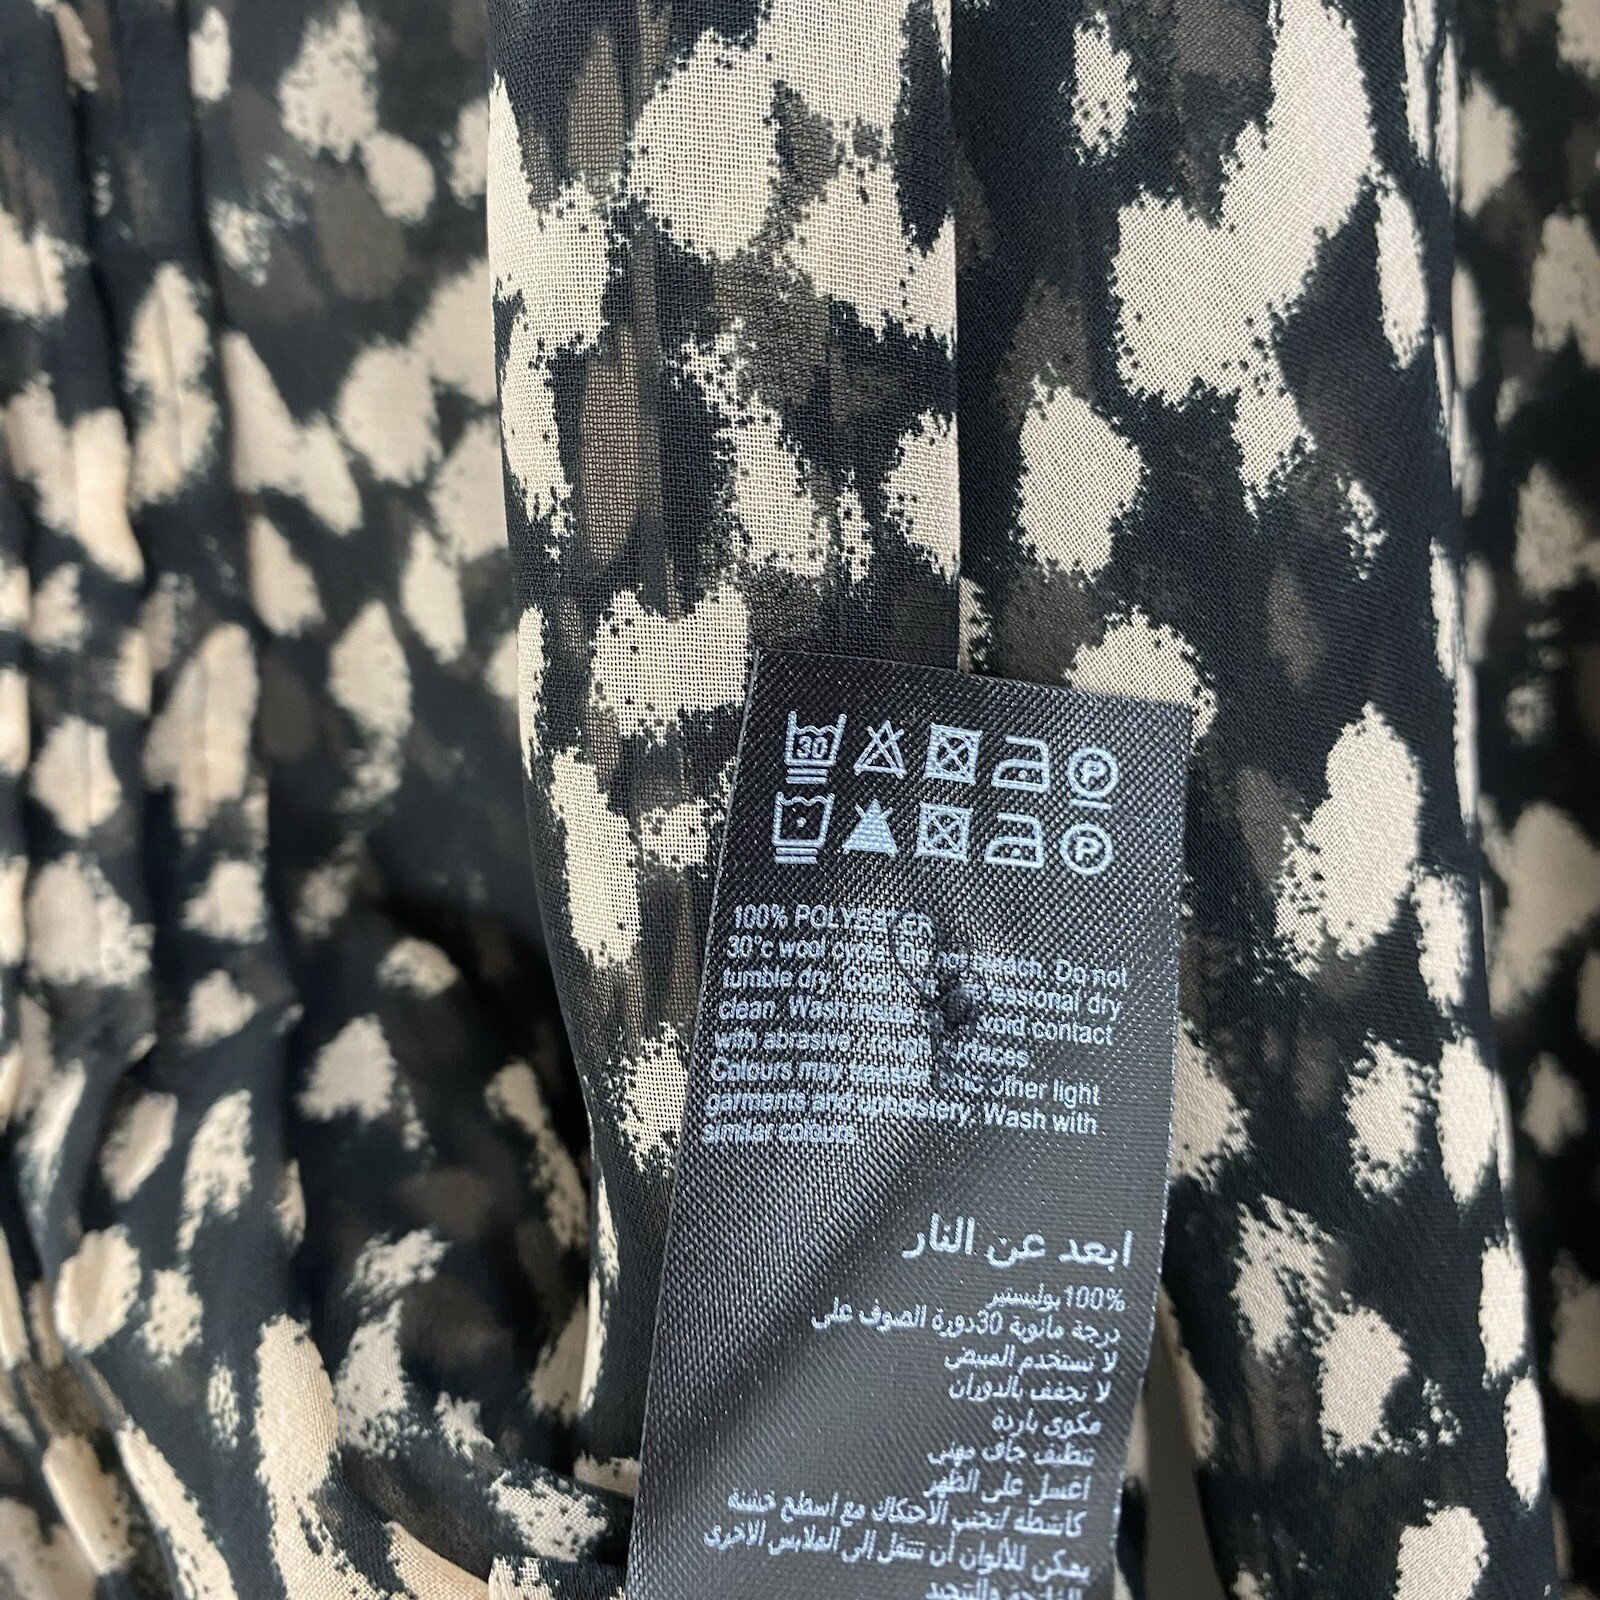 30
P
P
100% POLYESTER
30°c wool cycle. Do not bleach. Do not
tumble dry. Cool iron. Professional dry
clean. Wash inside out. Avoid contact
with abrasive/rough surfaces.
Colours may transfer onto other light
garments and upholstery. Wash with
similar colours
ابعد عن النار
100% بوليستير
درجة مئوية 30دورة الصوف على
لا تستخدم المبيض
لا تجفف بالدوران
مكوى باردة
تنظيف جاف مهني
اغسل على الظهر
كاشطة /تجنب الاحتكاك مع اسطح خشنة
يمكن للألوان أن تنتقل إلى الملابس الاخرى